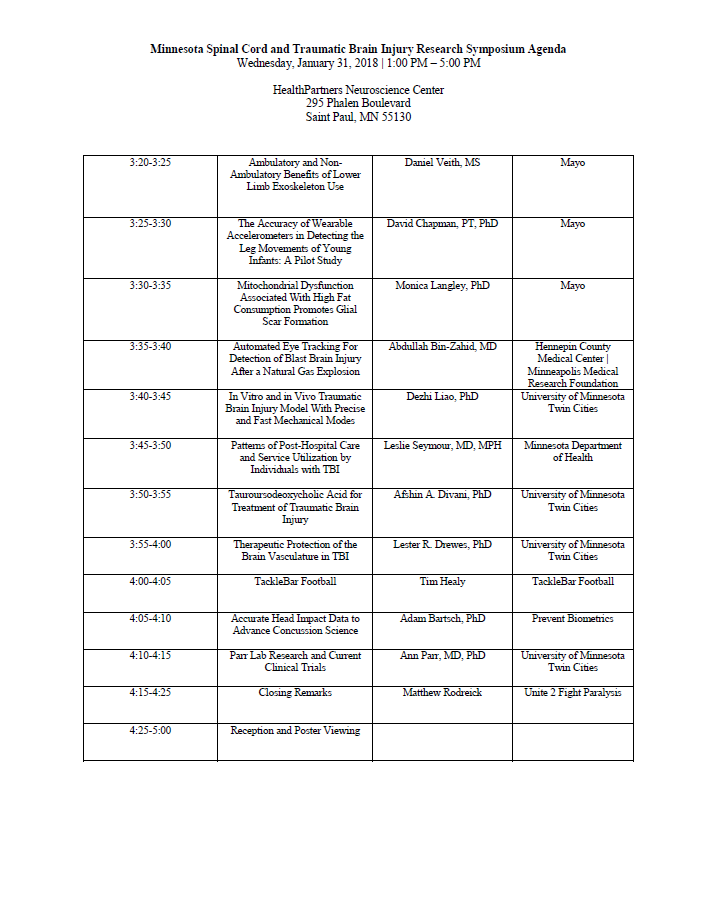 Minnesota Spinal Cord and Traumatic Brain Injury Research Symposium Agenda
Wednesday, January 31, 2018 | 1:00 PM – 5:00 PM
HealthPartners Neuroscience Center
295 Phalen Boulevard
Saint Paul, MN 55130
3:20-3:25
Ambulatory and Non-
Ambulatory Benefits of Lower
Limb Exoskeleton Use
Daniel Veith, MS
Mayo
3:25-3:30
The Accuracy of Wearable
Accelerometers in Detecting the
Leg Movements of Young
Infants: A Pilot Study
David Chapman, PT, PhD
Mayo
3:30-3:35
Mitochondrial Dysfunction
Associated With High Fat
Consumption Promotes Glial
Scar Formation
Monica Langley, PhD
Mayo
3:35-3:40
Automated Eye Tracking For
Detection of Blast Brain Injury
After a Natural Gas Explosion
Abdullah Bin-Zahid, MD
Hennepin County
Medical Center |
Minneapolis Medical
Research Foundation
3:40-3:45
In Vitro and in Vivo Traumatic
Brain Injury Model With Precise
and Fast Mechanical Modes
Dezhi Liao, PhD
University of Minnesota
Twin Cities
3:45-3:50
Patterns of Post-Hospital Care
and Service Utilization by
Individuals with TBI
Leslie Seymour, MD, MPH
Minnesota Department
of Health
3:50-3:55
Tauroursodeoxycholic Acid for
Treatment of Traumatic Brain
Injury
Afshin A. Divani, PhD
University of Minnesota
Twin Cities
3:55-4:00
Therapeutic Protection of the
Brain Vasculature in TBI
Lester R. Drewes, PhD
University of Minnesota
Twin Cities
4:00-4:05
TackleBar Football
Tim Healy
TackleBar Football
4:05-4:10
Accurate Head Impact Data to
Advance Concussion Science
Adam Bartsch, PhD
Prevent Biometrics
4:10-4:15
Parr Lab Research and Current
Clinical Trials
Ann Parr, MD, PhD
University of Minnesota
Twin Cities
4:15-4:25
Closing Remarks
Matthew Rodreick
Unite 2 Fight Paralysis
4:25-5:00
Reception and Poster Viewing